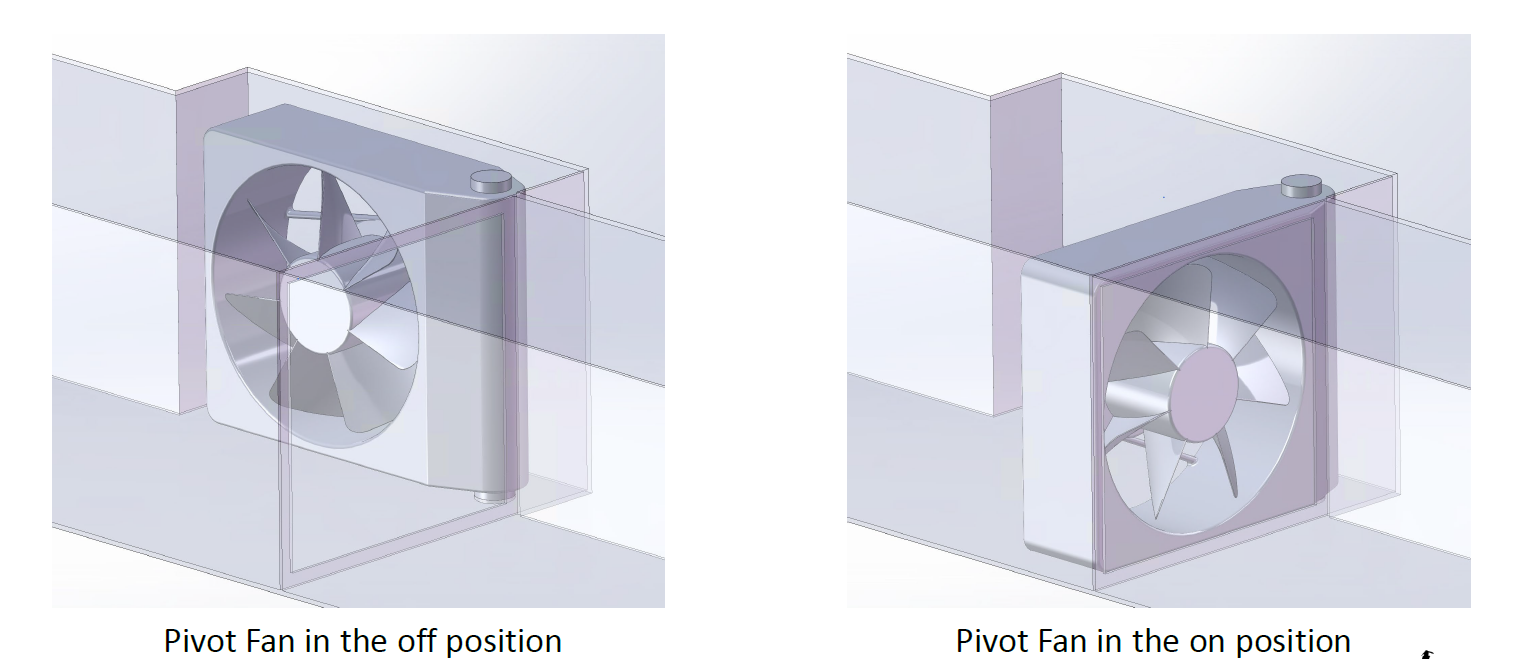 Pivot Fan in the off position
Pivot Fan in the on position